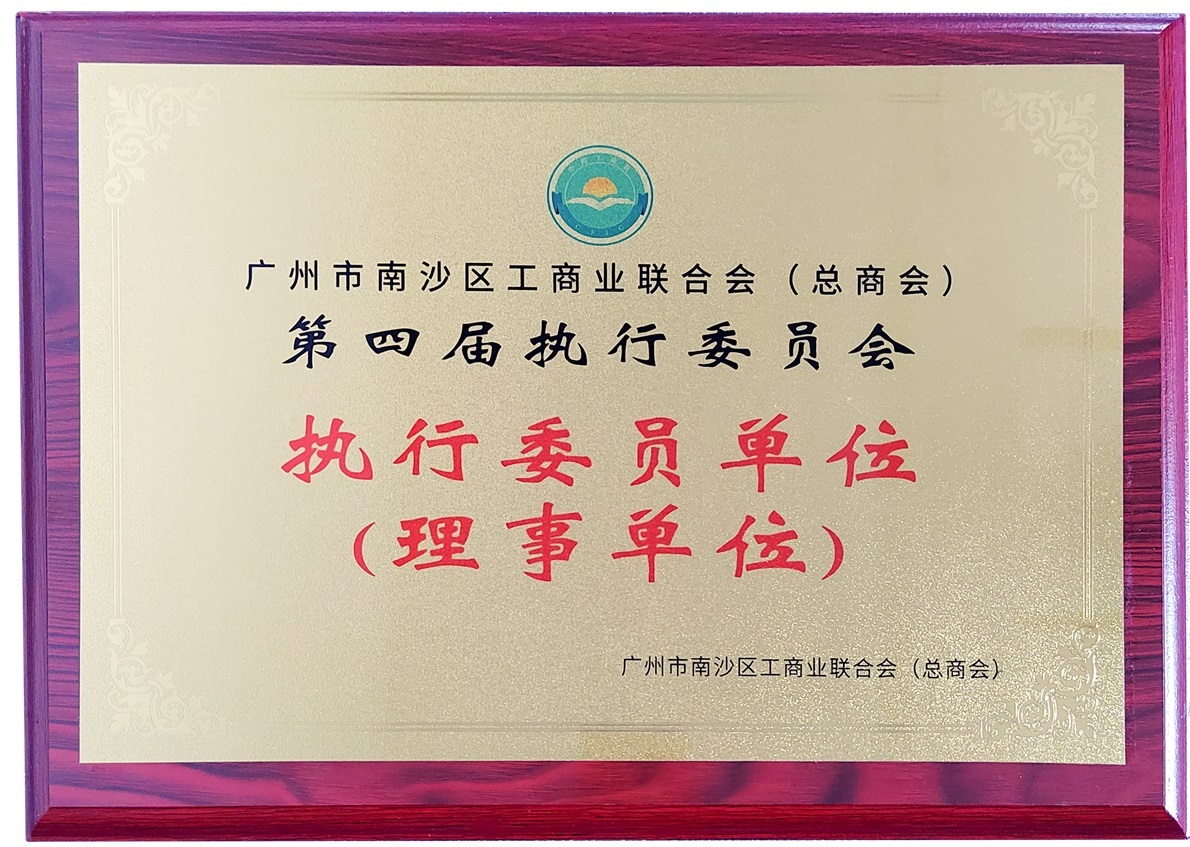 广州市南沙区工商业联合会（总商会）
第四届执行委员会
执行委员单位
(理事单位)
广州市南沙区工商业联合会（总商会）